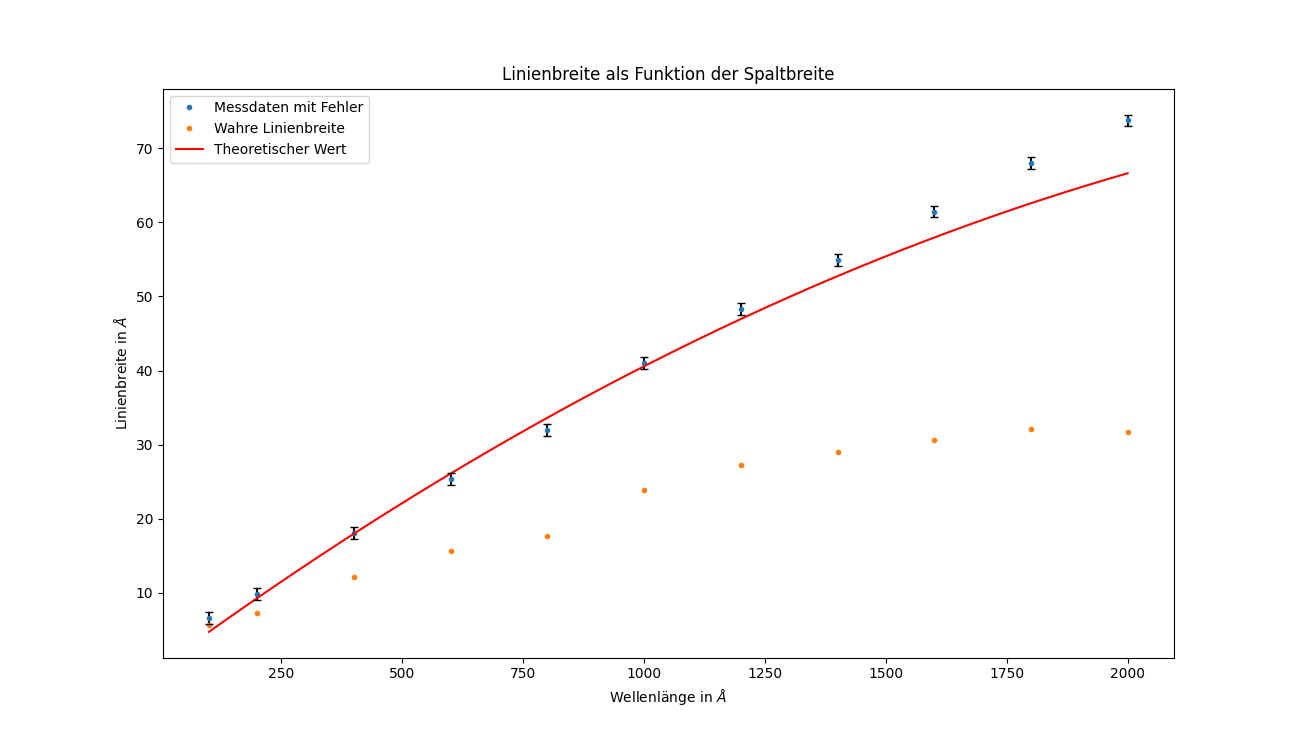 Linienbreite als Funktion der Spaltbreite
Messdaten mit Fehler
Wahre Linienbreite
Theoretischer Wert
Linienbreite in Å
70
60
50
40
30
20
10
250 500 750 1000 1250 1500 1750 2000
Wellenlänge in Å